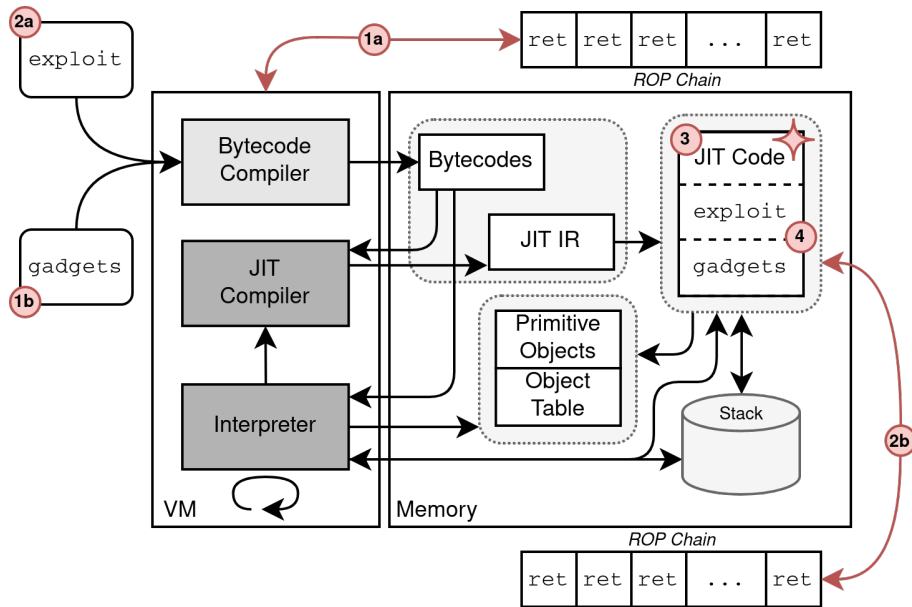 2a
exploit
1a
ret ret ret ... ret
ROP Chain
Bytecode
Compiler
Bytecodes
3
JIT Code
exploit
4
gadgets
gadgets
1b
JIT
Compiler
JIT IR
Primitive
Objects
Object
Table
Interpreter
Stack
2b
VM
Memory
ROP Chain
ret ret ret ... ret